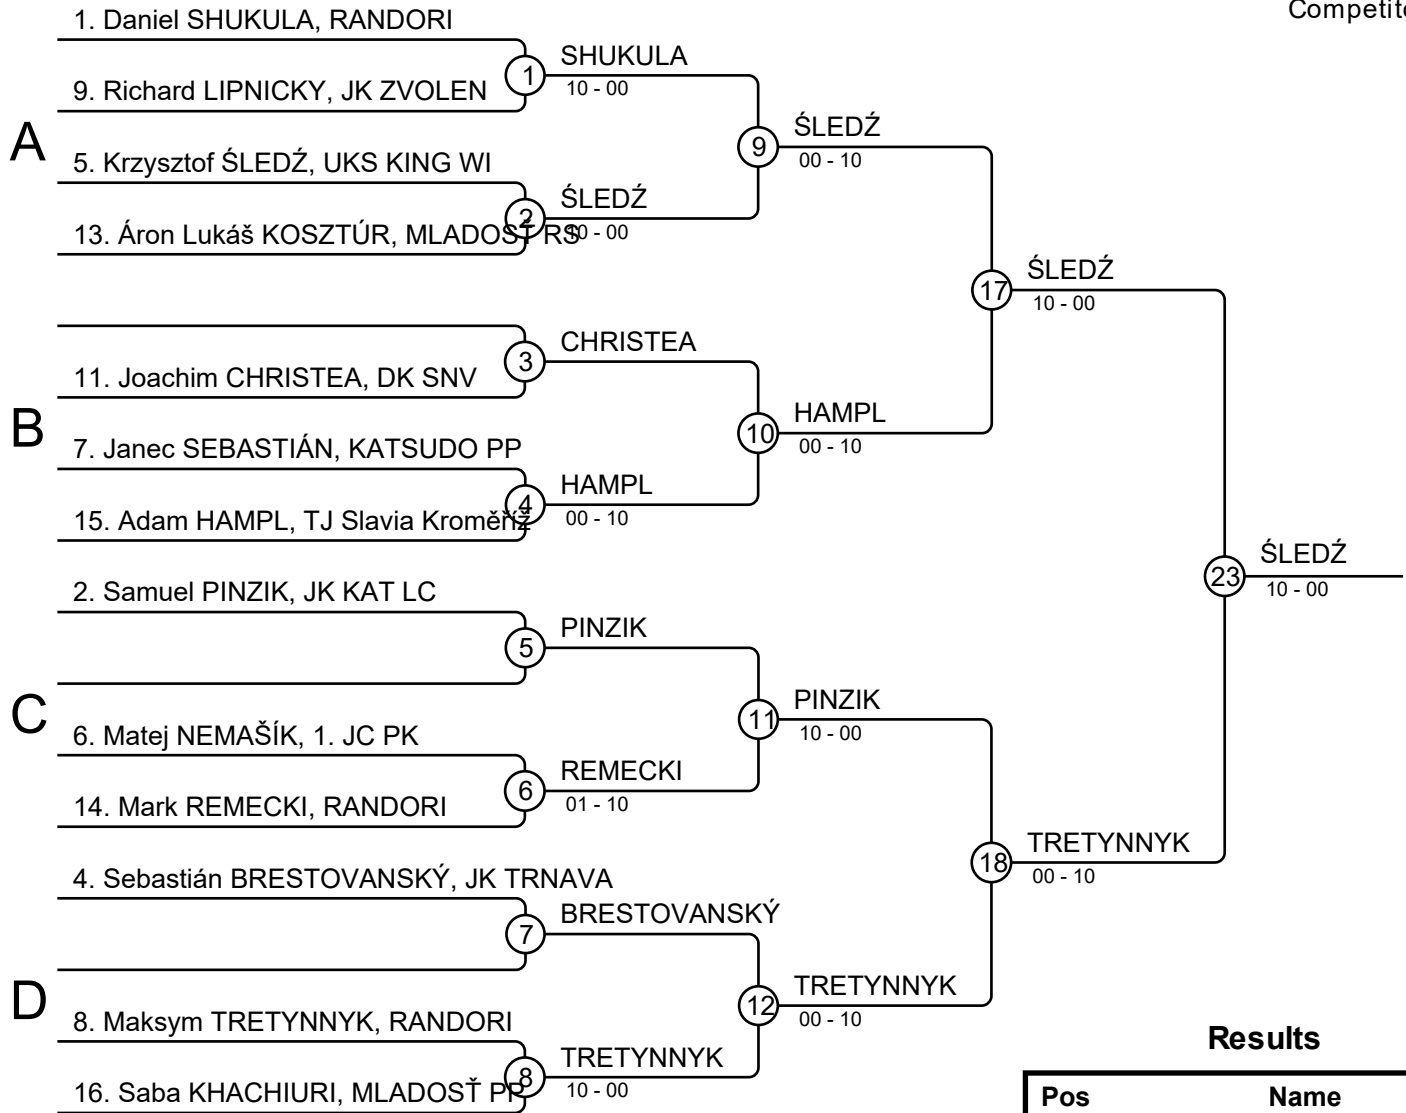 Competito
1. Daniel SHUKULA, RANDORI
9. Richard LIPNICKY, JK ZVOLEN
1
SHUKULA
10 - 00
A
5. Krzysztof ŚLEDŹ, UKS KING WI
13. Áron Lukáš KOSZTÚR, MLADOSŤ RS
2
ŚLEDŹ
10 - 00
9
ŚLEDŹ
00 - 10
3
CHRISTEA
11. Joachim CHRISTEA, DK SNV
B
7. Janec SEBASTIÁN, KATSUDO PP
15. Adam HAMPL, TJ Slavia Kroměříž
4
HAMPL
00 - 10
10
HAMPL
00 - 10
17
ŚLEDŹ
10 - 00
2. Samuel PINZIK, JK KAT LC
5
PINZIK
C
6. Matej NEMAŠÍK, 1. JC PK
14. Mark REMECKI, RANDORI
6
REMECKI
01 - 10
11
PINZIK
10 - 00
4. Sebastián BRESTOVANSKÝ, JK TRNAVA
7
BRESTOVANSKÝ
D
8. Maksym TRETYNNYK, RANDORI
16. Saba KHACHIURI, MLADOSŤ PP
8
TRETYNNYK
10 - 00
12
TRETYNNYK
00 - 10
18
TRETYNNYK
00 - 10
23
ŚLEDŹ
10 - 00
Results
Pos Name